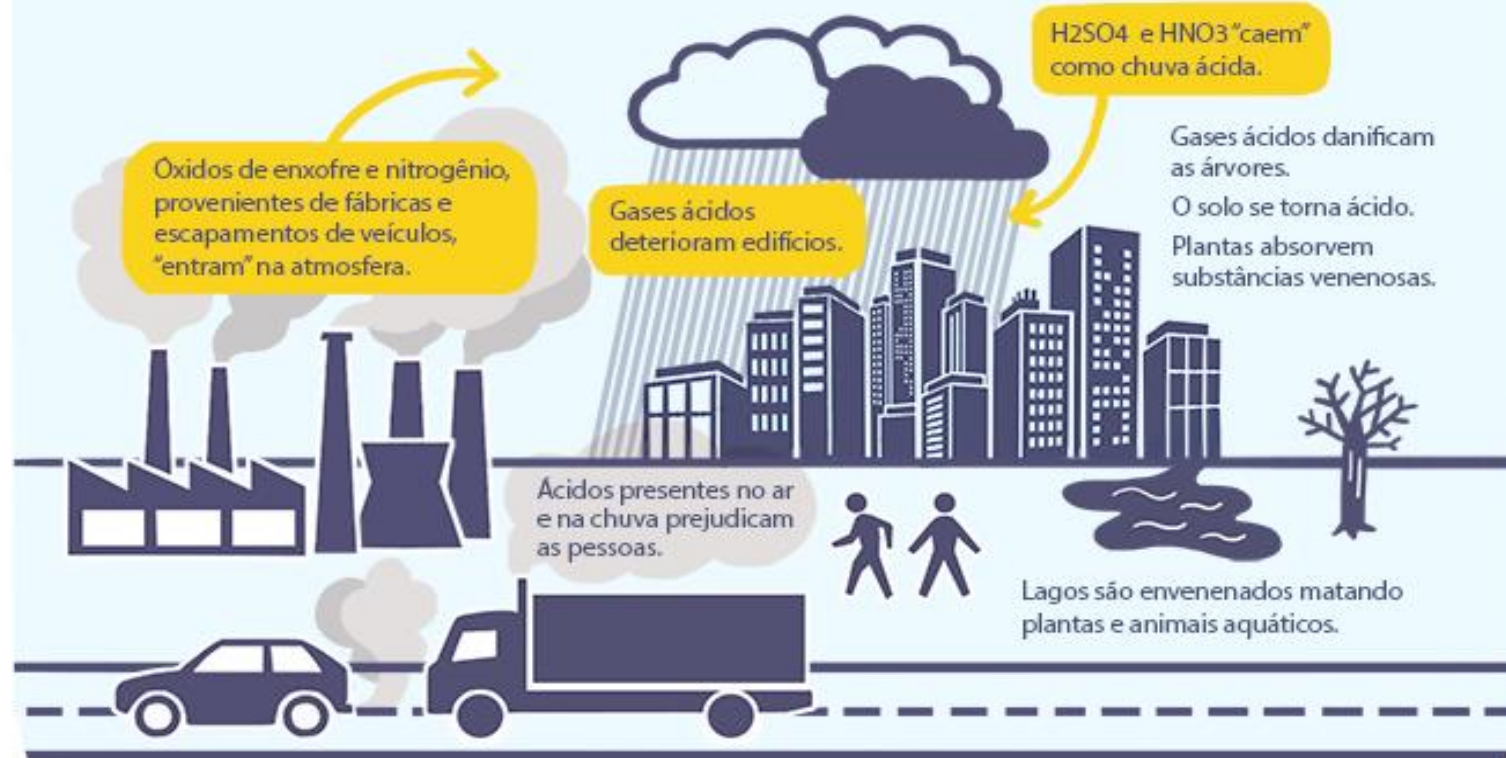 Óxidos de enxofre e nitrogênio,
provenientes de fábricas e
escapamentos de veículos,
"entram" na atmosfera.
Gases ácidos
deterioram edifícios.
H2SO4 e HNO3 "caem"
como chuva ácida.
Gases ácidos danificam
as árvores.
O solo se torna ácido.
Plantas absorvem
substâncias venenosas.
Ácidos presentes no ar
e na chuva prejudicam
as pessoas.
Lagos são envenenados matando
plantas e animais aquáticos.